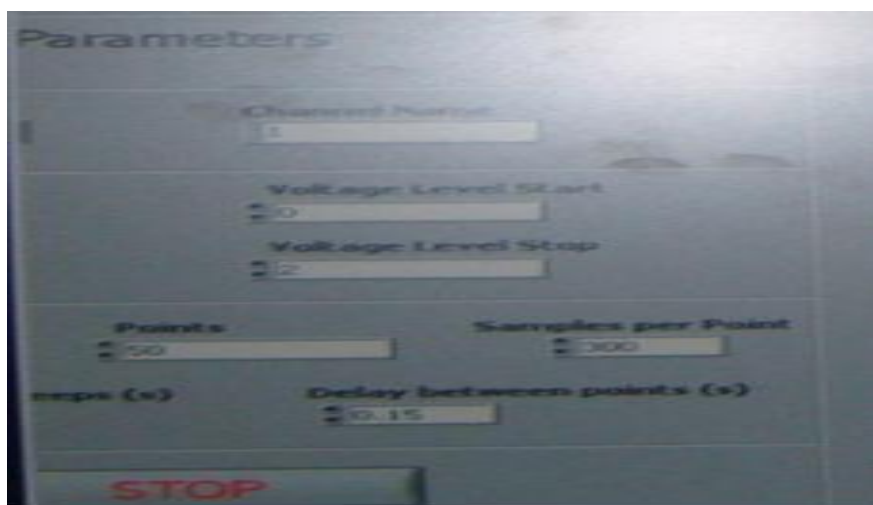 Parameters
Channel Name
1
Voltage Level Start
0
Voltage Level Stop
2
Points
Samples per Point
50
300
eeps (s)
Delay between points (s)
0.15
STOP